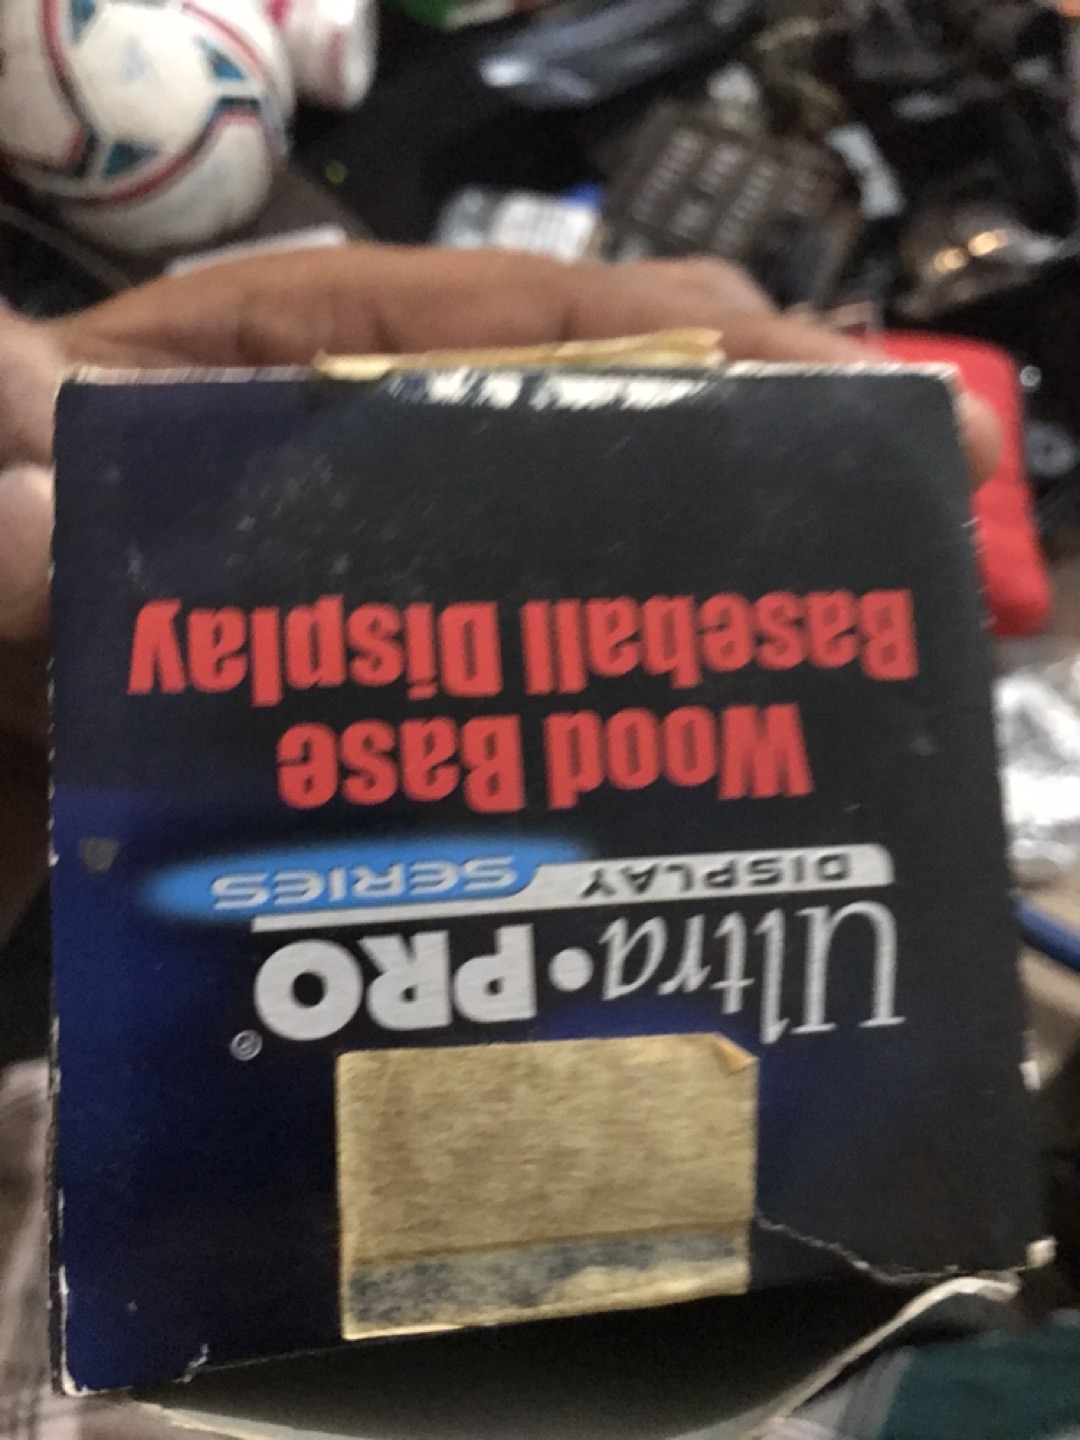 Ultra•PRO®
DISPLAY SERIES
Wood Base
Baseball Display